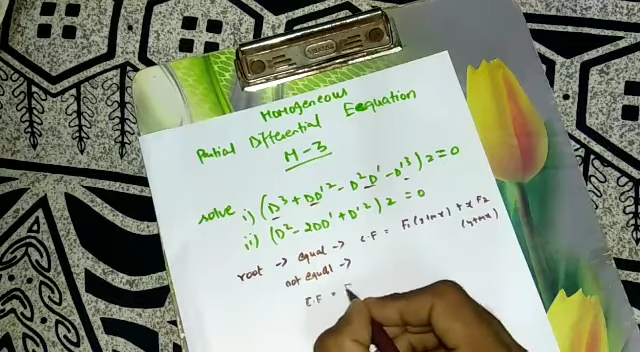 Homogeneous
Partial Differential Eequation
M-3
solve i) (D³ + DD'² - D²D' - D'³) z = 0
ii) (D² - 2DD' + D'²) z = 0
root → equal → C.F = F₁(y+mx) + x F₂
(y+mx)
not equal →
C.F =